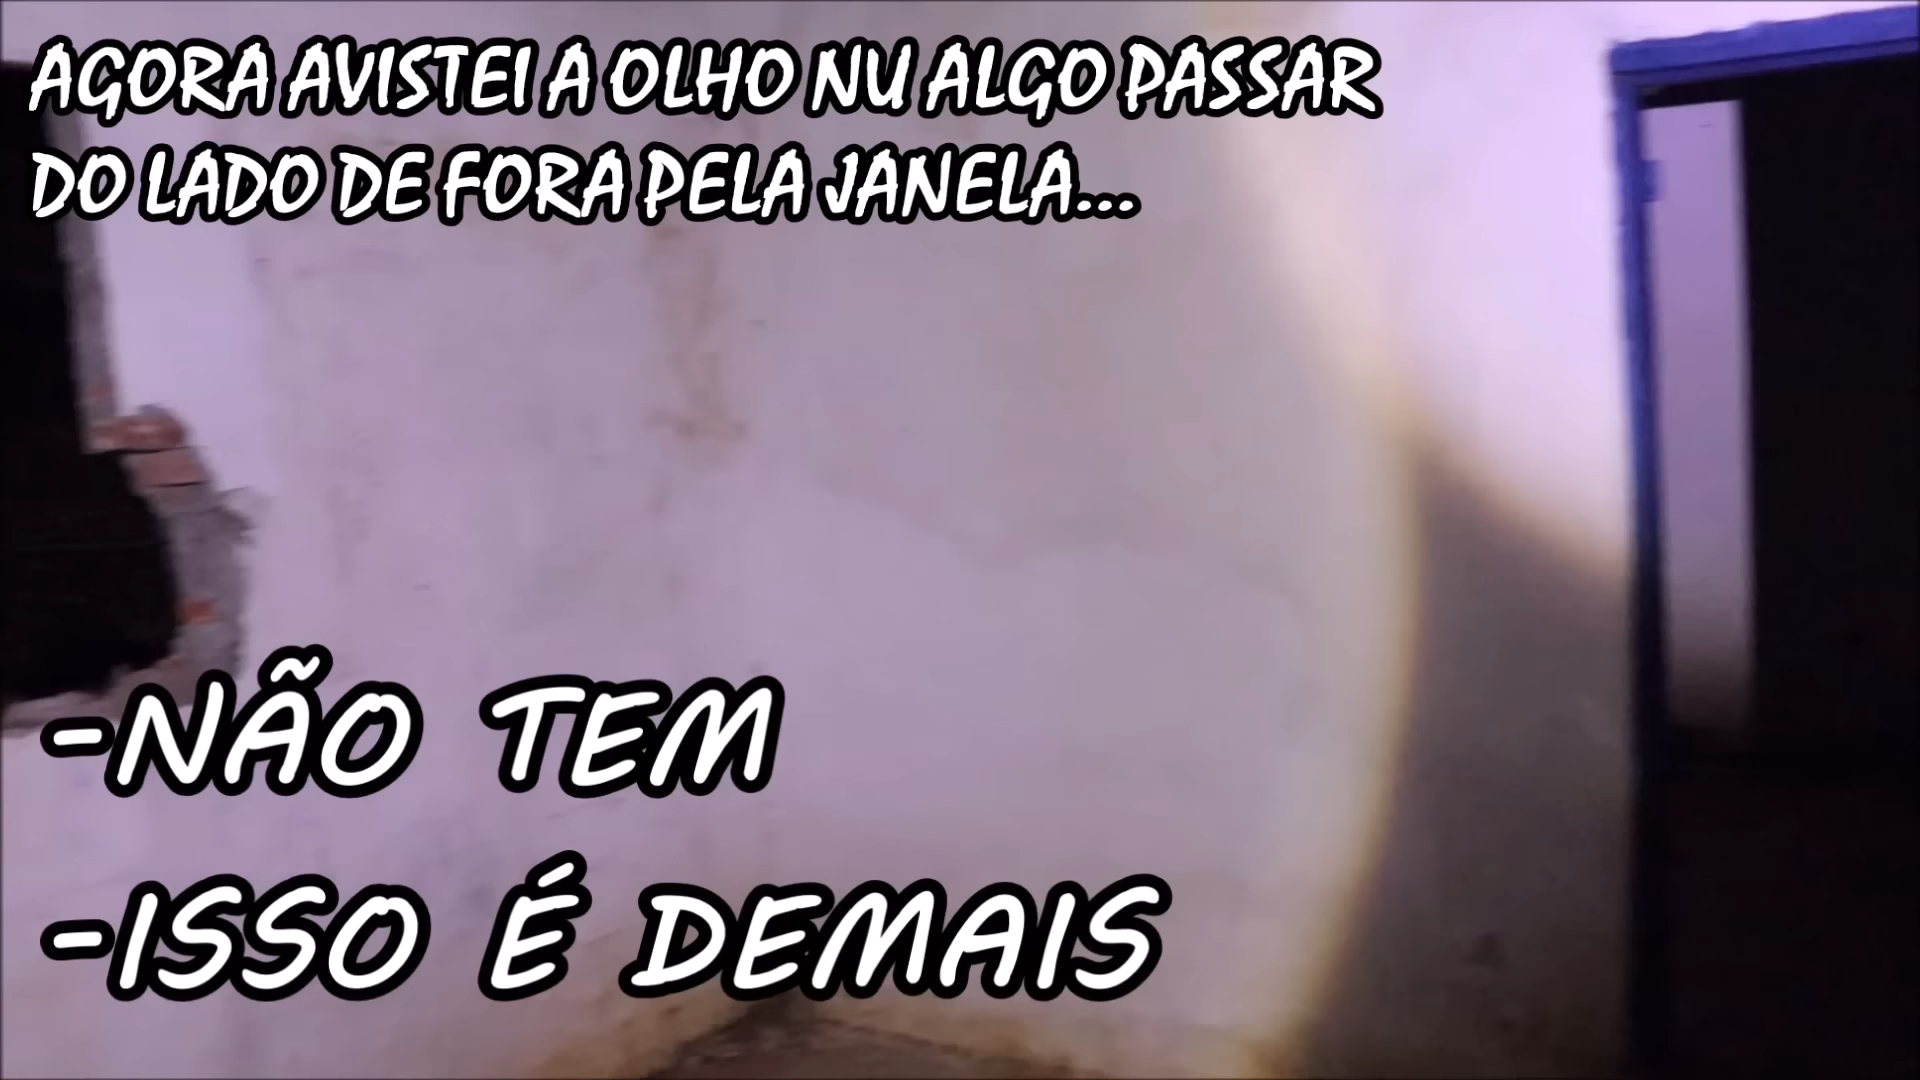 AGORA AVISTEI A OLHO NU ALGO PASSAR
DO LADO DE FORA PELA JANELA...
-NÃO TEM
-ISSO É DEMAIS